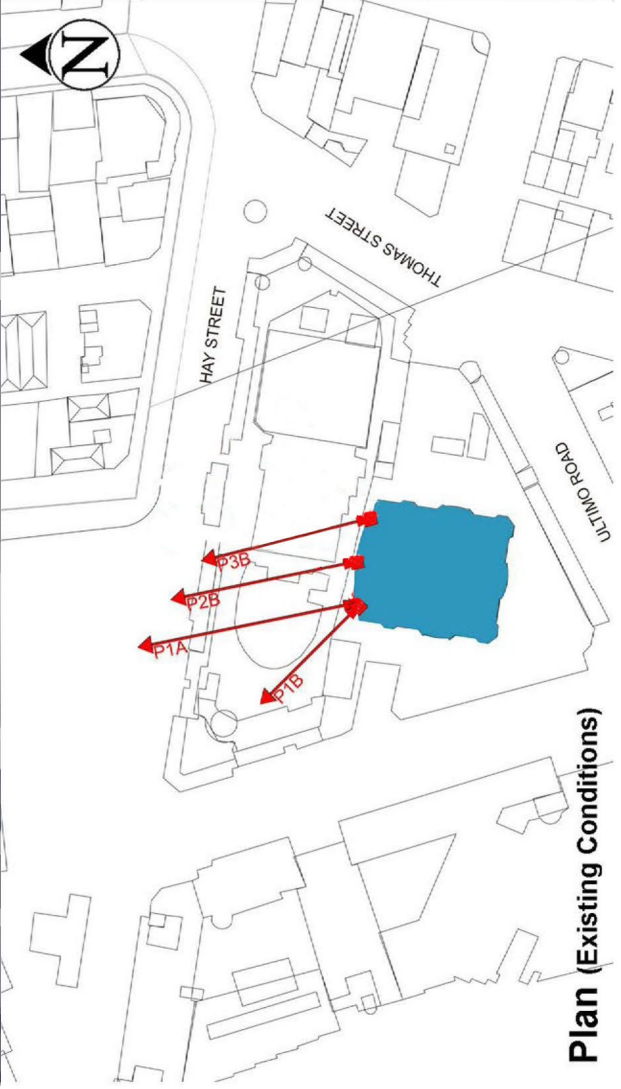 N
HAY STREET
THOMAS STREET
ULTIMO ROAD
P3B
P2B
P1A
P1B
Plan (Existing Conditions)